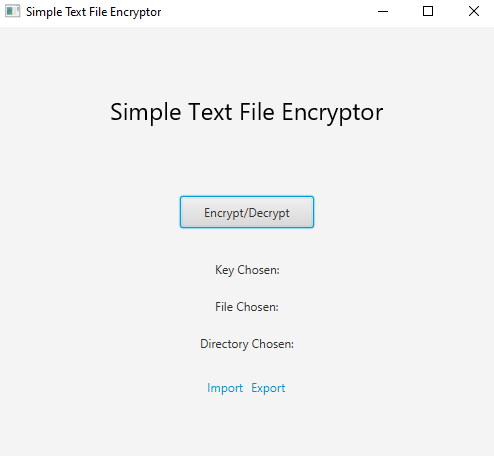 Simple Text File Encryptor
Simple Text File Encryptor
Encrypt/Decrypt
Key Chosen:
File Chosen:
Directory Chosen:
Import Export